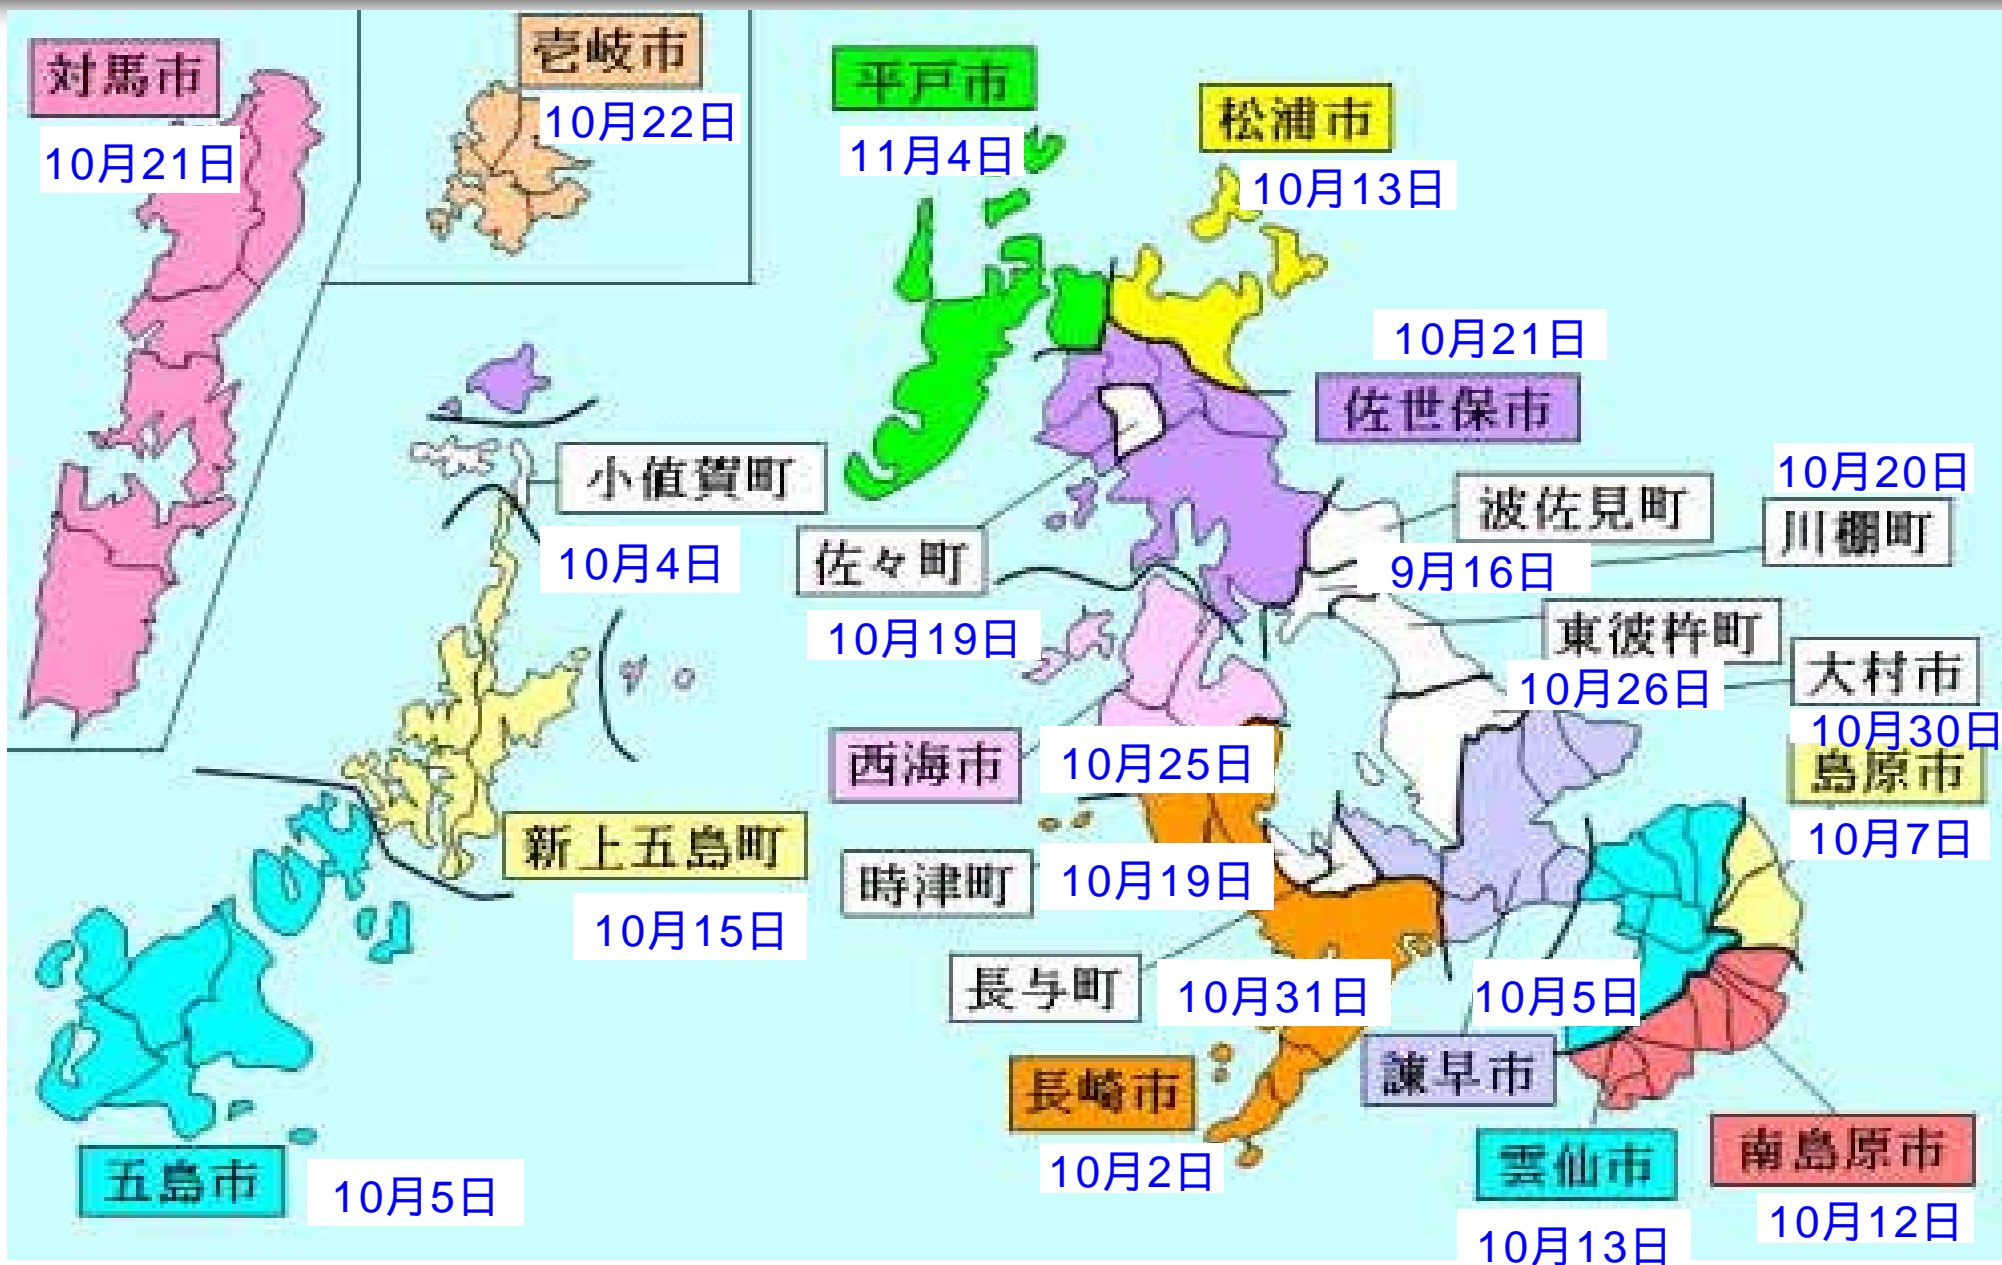 対馬市
10月21日
壱岐市
10月22日
平戸市
11月4日
松浦市
10月13日
10月21日
佐世保市
小値賀町
10月4日
佐々町
10月19日
波佐見町
9月16日
10月20日
川棚町
東彼杵町
10月26日
大村市
10月30日
島原市
10月7日
西海市
10月25日
新上五島町
10月15日
時津町
10月19日
長与町
10月31日
10月5日
諫早市
長崎市
10月2日
五島市
10月5日
雲仙市
10月13日
南島原市
10月12日